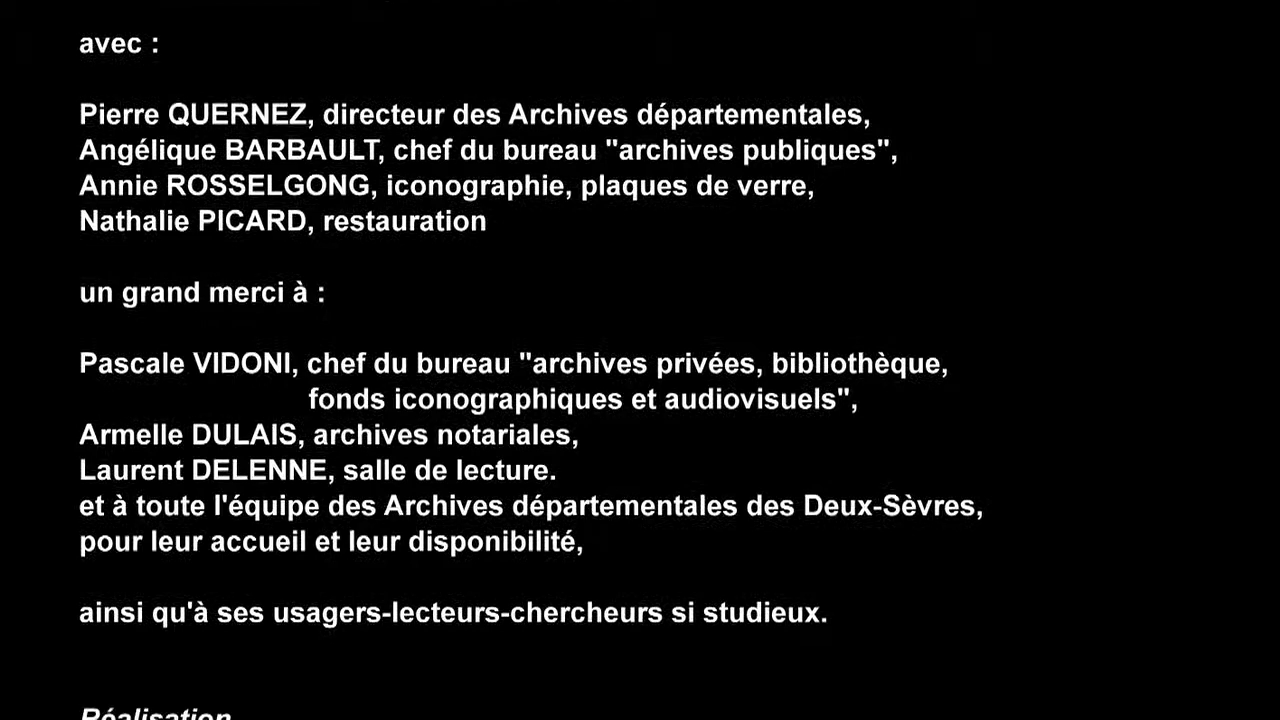 avec :
Pierre QUERNEZ, directeur des Archives départementales,
Angélique BARBAULT, chef du bureau "archives publiques",
Annie ROSSELGONG, iconographie, plaques de verre,
Nathalie PICARD, restauration
un grand merci à :
Pascale VIDONI, chef du bureau "archives privées, bibliothèque,
fonds iconographiques et audiovisuels",
Armelle DULAIS, archives notariales,
Laurent DELENNE, salle de lecture.
et à toute l'équipe des Archives départementales des Deux-Sèvres,
pour leur accueil et leur disponibilité,
ainsi qu'à ses usagers-lecteurs-chercheurs si studieux.
Réalisation